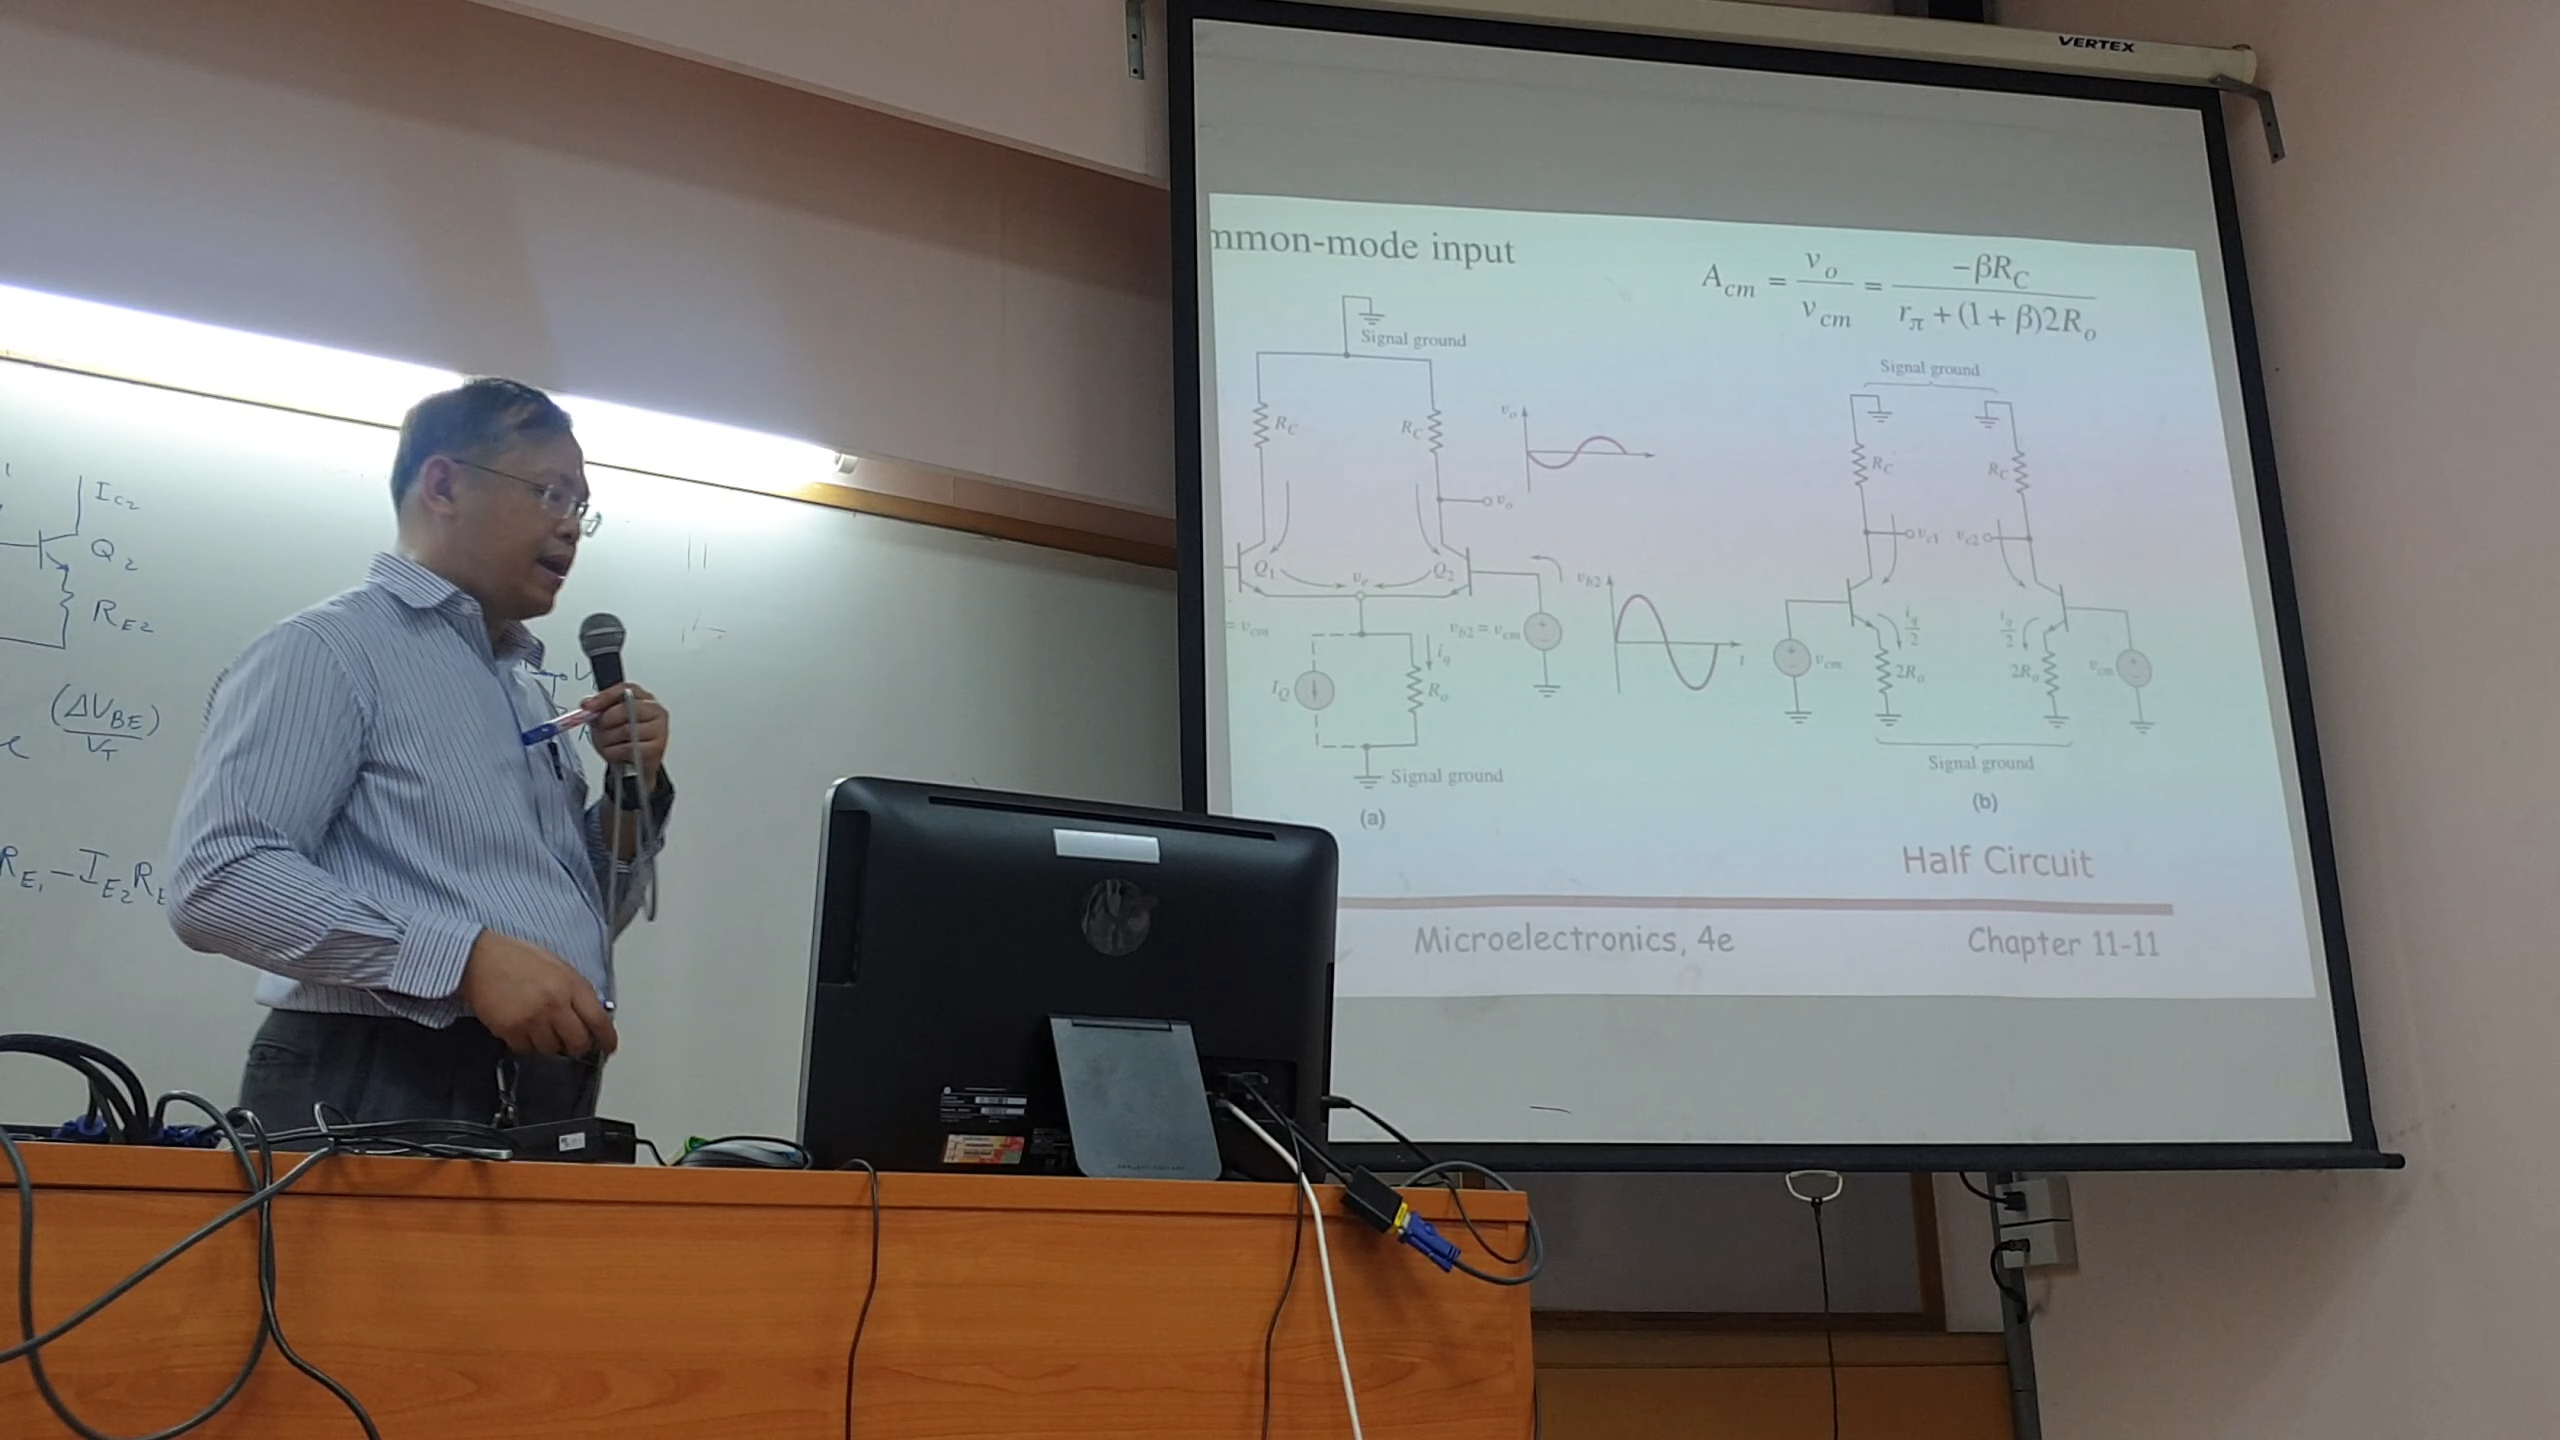 VERTEX
mmon-mode input
A_cm = v_o / v_cm = −βR_C / (r_π + (1 + β)2R_o)
Signal ground
R_C
R_C
v_o
v_o
Q_1
v_e
Q_2
v_b2
= v_cm
v_b2 = v_cm
t
I_Q
i_q
R_o
Signal ground
(a)
Signal ground
R_C
R_C
v_c1
v_c2
i_q/2
i_q/2
v_cm
2R_o
2R_o
v_cm
Signal ground
(b)
Half Circuit
Microelectronics, 4e
Chapter 11-11
I_C2
Q_2
R_E2
(ΔV_BE)
V_T
R_E1 − I_E2 R_E